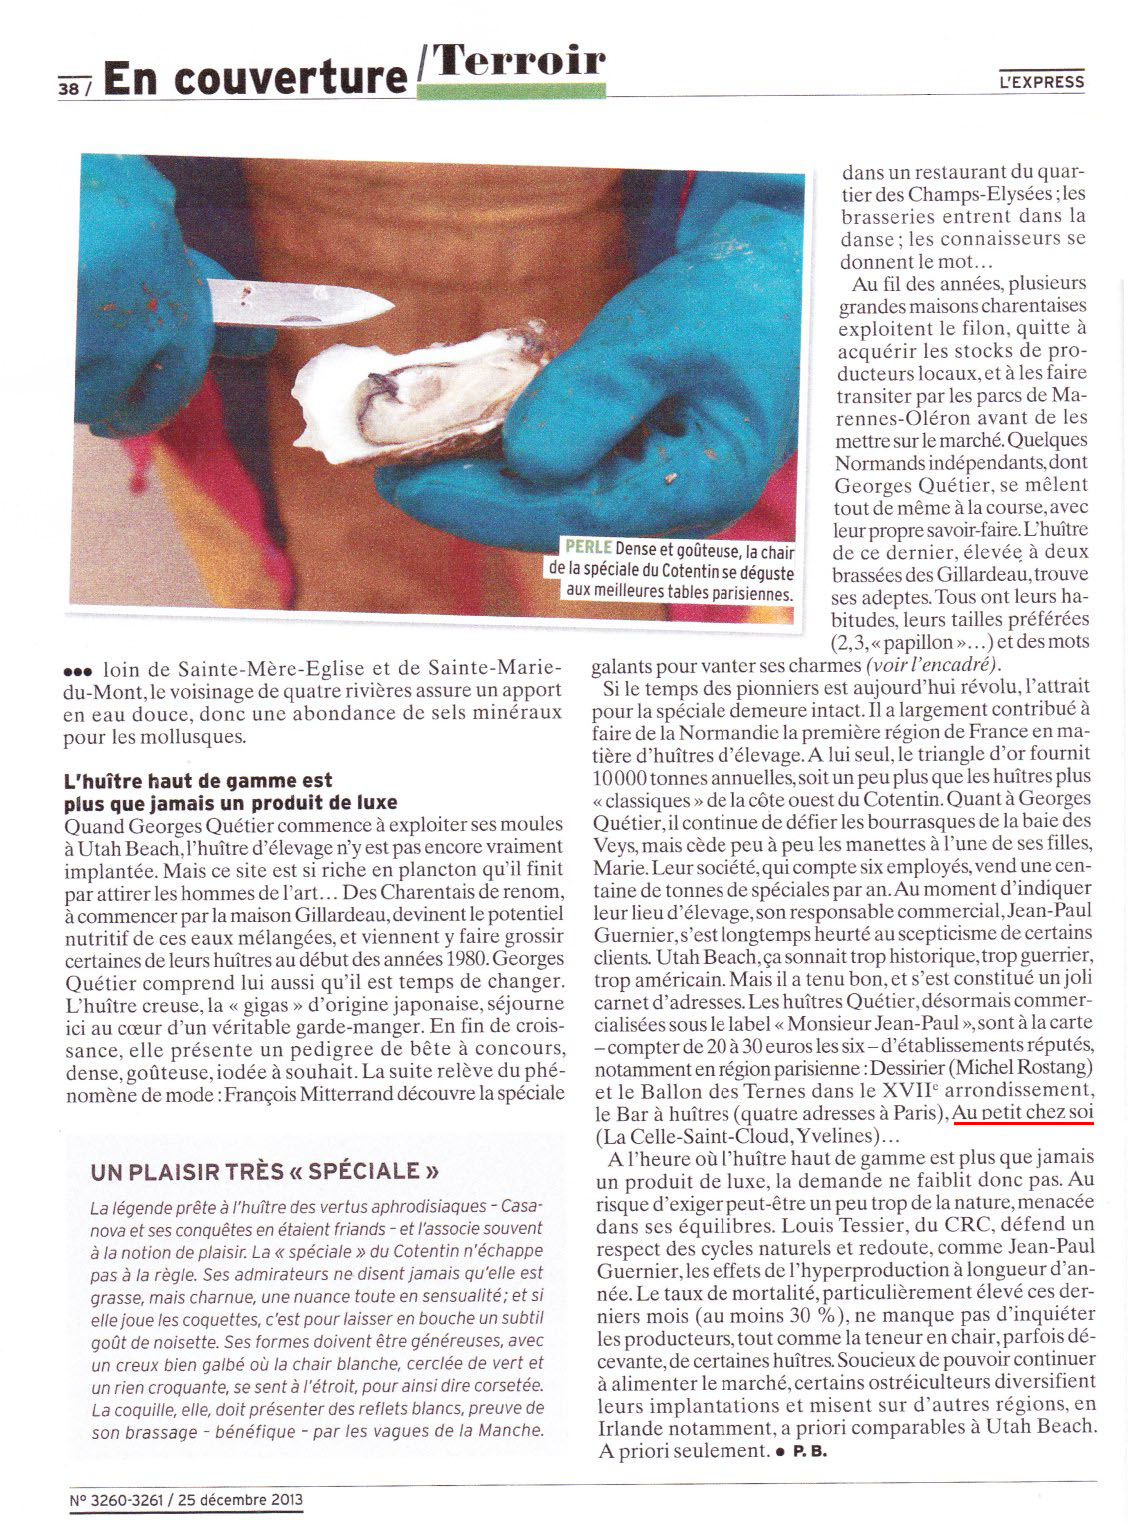 38 / En couverture /Terroir
L'EXPRESS
PERLE Dense et goûteuse, la chair
de la spéciale du Cotentin se déguste
aux meilleures tables parisiennes.
●●● loin de Sainte-Mère-Eglise et de Sainte-Marie-
du-Mont, le voisinage de quatre rivières assure un apport
en eau douce, donc une abondance de sels minéraux
pour les mollusques.
L'huître haut de gamme est
plus que jamais un produit de luxe
Quand Georges Quétier commence à exploiter ses moules
à Utah Beach, l'huître d'élevage n'y est pas encore vraiment
implantée. Mais ce site est si riche en plancton qu'il finit
par attirer les hommes de l'art... Des Charentais de renom,
à commencer par la maison Gillardeau, devinent le potentiel
nutritif de ces eaux mélangées, et viennent y faire grossir
certaines de leurs huîtres au début des années 1980. Georges
Quétier comprend lui aussi qu'il est temps de changer.
L'huître creuse, la « gigas » d'origine japonaise, séjourne
ici au cœur d'un véritable garde-manger. En fin de crois-
sance, elle présente un pedigree de bête à concours,
dense, goûteuse, iodée à souhait. La suite relève du phé-
nomène de mode : François Mitterrand découvre la spéciale
dans un restaurant du quar-
tier des Champs-Elysées ; les
brasseries entrent dans la
danse ; les connaisseurs se
donnent le mot...
Au fil des années, plusieurs
grandes maisons charentaises
exploitent le filon, quitte à
acquérir les stocks de pro-
ducteurs locaux, et à les faire
transiter par les parcs de Ma-
rennes-Oléron avant de les
mettre sur le marché. Quelques
Normands indépendants, dont
Georges Quétier, se mêlent
tout de même à la course, avec
leur propre savoir-faire. L'huître
de ce dernier, élevée à deux
brassées des Gillardeau, trouve
ses adeptes. Tous ont leurs ha-
bitudes, leurs tailles préférées
(2, 3, « papillon »...) et des mots
galants pour vanter ses charmes (voir l'encadré).
Si le temps des pionniers est aujourd'hui révolu, l'attrait
pour la spéciale demeure intact. Il a largement contribué à
faire de la Normandie la première région de France en ma-
tière d'huîtres d'élevage. A lui seul, le triangle d'or fournit
10 000 tonnes annuelles, soit un peu plus que les huîtres plus
« classiques » de la côte ouest du Cotentin. Quant à Georges
Quétier, il continue de défier les bourrasques de la baie des
Veys, mais cède peu à peu les manettes à l'une de ses filles,
Marie. Leur société, qui compte six employés, vend une cen-
taine de tonnes de spéciales par an. Au moment d'indiquer
leur lieu d'élevage, son responsable commercial, Jean-Paul
Guernier, s'est longtemps heurté au scepticisme de certains
clients. Utah Beach, ça sonnait trop historique, trop guerrier,
trop américain. Mais il a tenu bon, et s'est constitué un joli
carnet d'adresses. Les huîtres Quétier, désormais commer-
cialisées sous le label « Monsieur Jean-Paul », sont à la carte
– compter de 20 à 30 euros les six – d'établissements réputés,
notamment en région parisienne : Dessirier (Michel Rostang)
et le Ballon des Ternes dans le XVIIe arrondissement,
le Bar à huîtres (quatre adresses à Paris), Au petit chez soi
(La Celle-Saint-Cloud, Yvelines)...
A l'heure où l'huître haut de gamme est plus que jamais
un produit de luxe, la demande ne faiblit donc pas. Au
risque d'exiger peut-être un peu trop de la nature, menacée
dans ses équilibres. Louis Tessier, du CRC, défend un
respect des cycles naturels et redoute, comme Jean-Paul
Guernier, les effets de l'hyperproduction à longueur d'an-
née. Le taux de mortalité, particulièrement élevé ces der-
niers mois (au moins 30 %), ne manque pas d'inquiéter
les producteurs, tout comme la teneur en chair, parfois dé-
cevante, de certaines huîtres. Soucieux de pouvoir continuer
à alimenter le marché, certains ostréiculteurs diversifient
leurs implantations et misent sur d'autres régions, en
Irlande notamment, a priori comparables à Utah Beach.
A priori seulement. ● P. B.
UN PLAISIR TRÈS « SPÉCIALE »
La légende prête à l'huître des vertus aphrodisiaques – Casa-
nova et ses conquêtes en étaient friands – et l'associe souvent
à la notion de plaisir. La « spéciale » du Cotentin n'échappe
pas à la règle. Ses admirateurs ne disent jamais qu'elle est
grasse, mais charnue, une nuance toute en sensualité ; et si
elle joue les coquettes, c'est pour laisser en bouche un subtil
goût de noisette. Ses formes doivent être généreuses, avec
un creux bien galbé où la chair blanche, cerclée de vert et
un rien croquante, se sent à l'étroit, pour ainsi dire corsetée.
La coquille, elle, doit présenter des reflets blancs, preuve de
son brassage – bénéfique – par les vagues de la Manche.
N° 3260-3261 / 25 décembre 2013